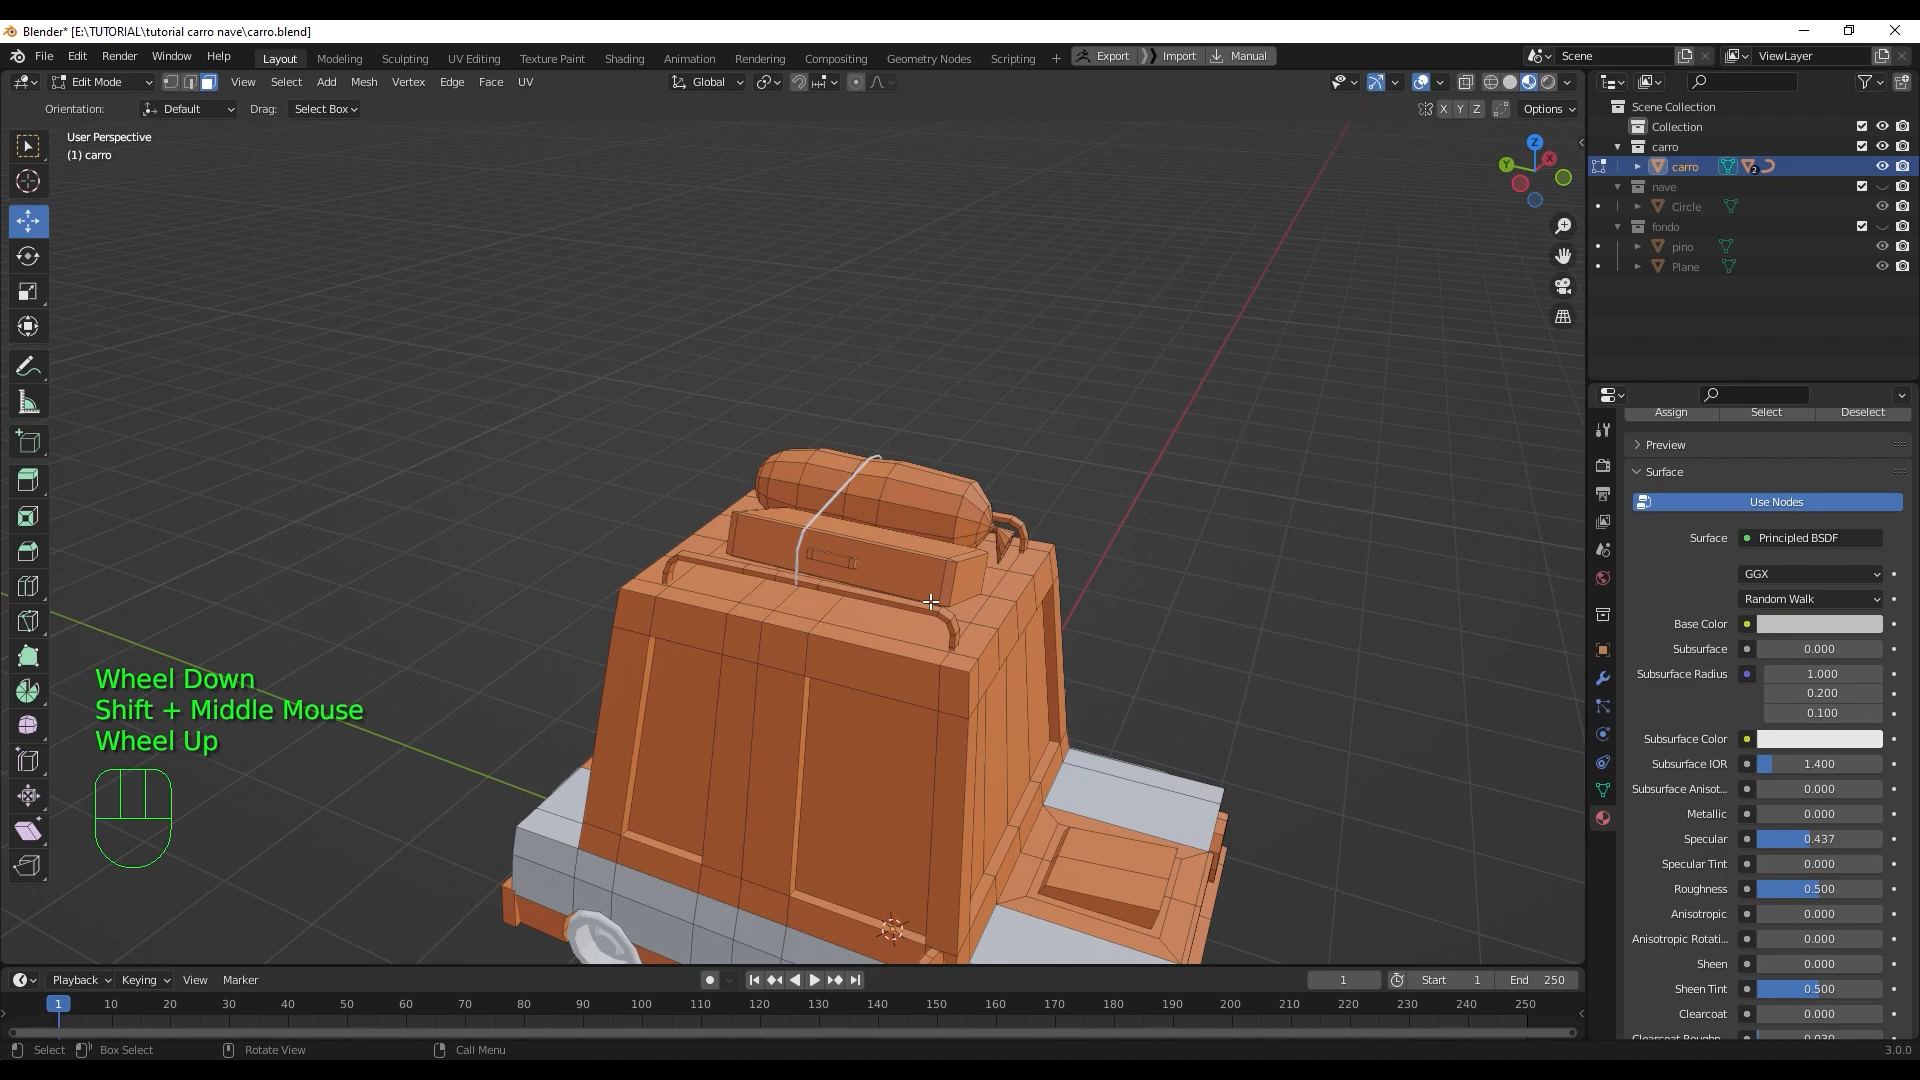 Blender* [E:\TUTORIAL\tutorial carro nave\carro.blend]
File Edit Render Window Help Layout Modeling Sculpting UV Editing Texture Paint Shading Animation Rendering Compositing Geometry Nodes Scripting + Export Import Manual Scene ViewLayer
Edit Mode View Select Add Mesh Vertex Edge Face UV Global
Orientation: Default Drag: Select Box X Y Z Options
User Perspective
(1) carro
Z
X
Y
Scene Collection
Collection
carro
carro 2
nave
Circle
fondo
pino
Plane
Assign Select Deselect
Preview
Surface
Use Nodes
Surface Principled BSDF
GGX
Random Walk
Base Color
Subsurface 0.000
Subsurface Radius 1.000
0.200
0.100
Subsurface Color
Subsurface IOR 1.400
Subsurface Anisot... 0.000
Metallic 0.000
Specular 0.437
Specular Tint 0.000
Roughness 0.500
Anisotropic 0.000
Anisotropic Rotati... 0.000
Sheen 0.000
Sheen Tint 0.500
Clearcoat 0.000
Wheel Down
Shift + Middle Mouse
Wheel Up
Playback Keying View Marker 1 Start 1 End 250
1 10 20 30 40 50 60 70 80 90 100 110 120 130 140 150 160 170 180 190 200 210 220 230 240 250
Select Box Select Rotate View Call Menu 3.0.0